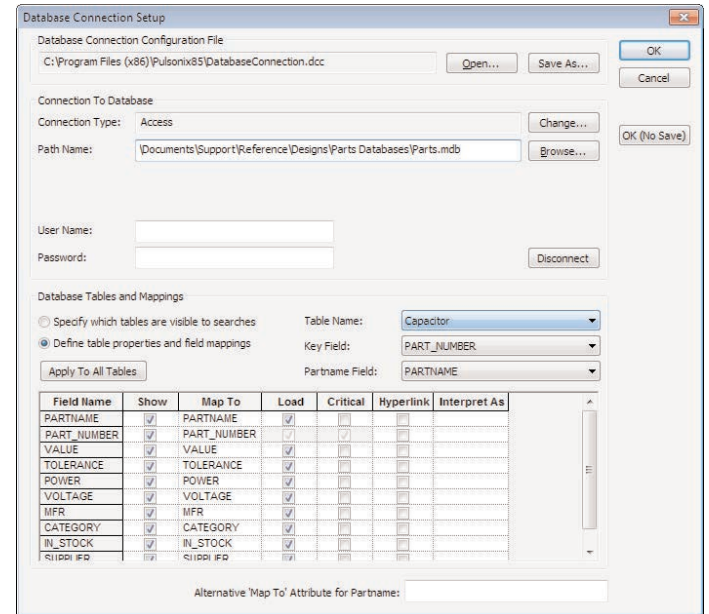 Database Connection Setup
Database Connection Configuration File
C:\Program Files (x86)\Pulsonix85\DatabaseConnection.dcc
Open...
Save As...
OK
Cancel
OK (No Save)
Connection To Database
Connection Type: Access
Change...
Path Name: \Documents\Support\Reference\Designs\Parts Databases\Parts.mdb
Browse...
User Name:
Password:
Disconnect
Database Tables and Mappings
Specify which tables are visible to searches
Table Name: Capacitor
Define table properties and field mappings
Key Field: PART_NUMBER
Apply To All Tables
Partname Field: PARTNAME
Field Name Show Map To Load Critical Hyperlink Interpret As
PARTNAME PARTNAME
PART_NUMBER PART_NUMBER
VALUE VALUE
TOLERANCE TOLERANCE
POWER POWER
VOLTAGE VOLTAGE
MFR MFR
CATEGORY CATEGORY
IN_STOCK IN_STOCK
SUPPLIER SUPPLIER
Alternative 'Map To' Attribute for Partname: